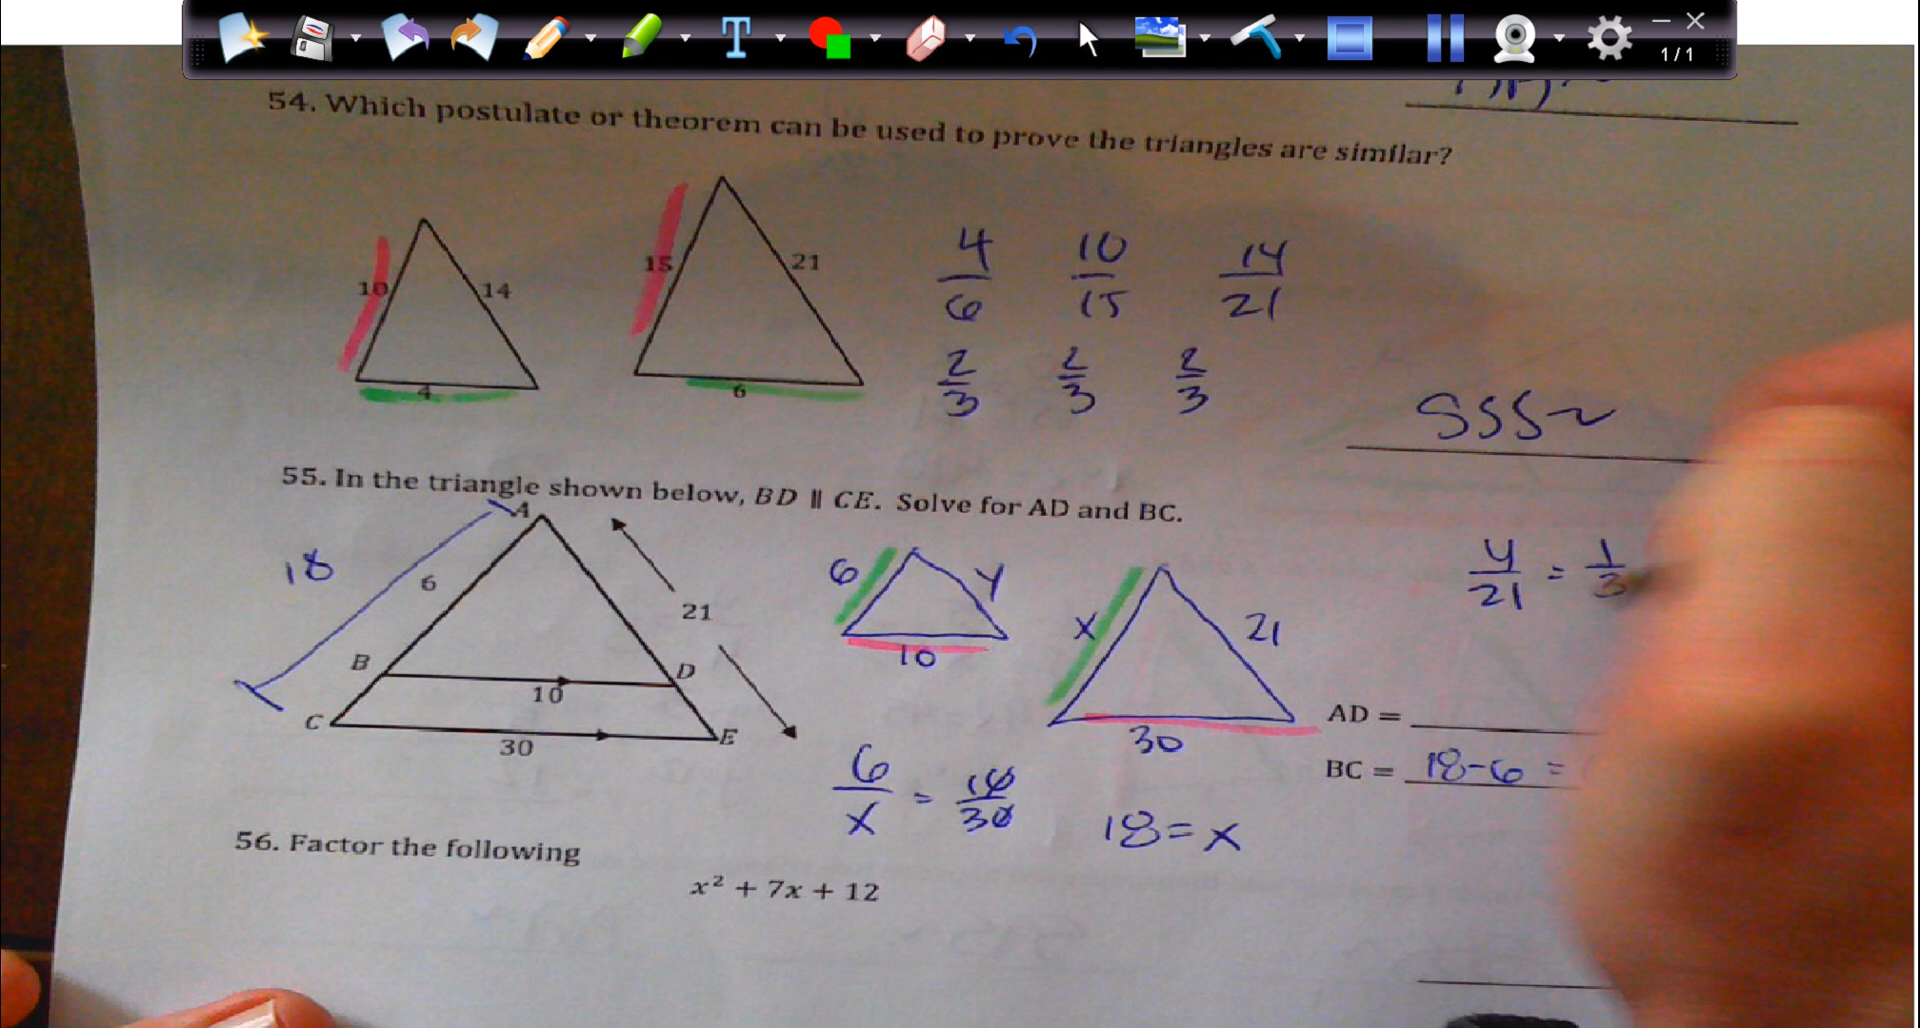 1/1
54. Which postulate or theorem can be used to prove the triangles are similar?
10 14 4
15 21 6
4/6 10/15 14/21
2/3 2/3 2/3
SSS~
55. In the triangle shown below, BD ∥ CE. Solve for AD and BC.
A
18 6 21
B D
10
C E
30
6 y 10
x 21 30
y/21 = 1/3
AD =
BC = 18-6 =
6/x = 10/30 18=x
56. Factor the following
x² + 7x + 12